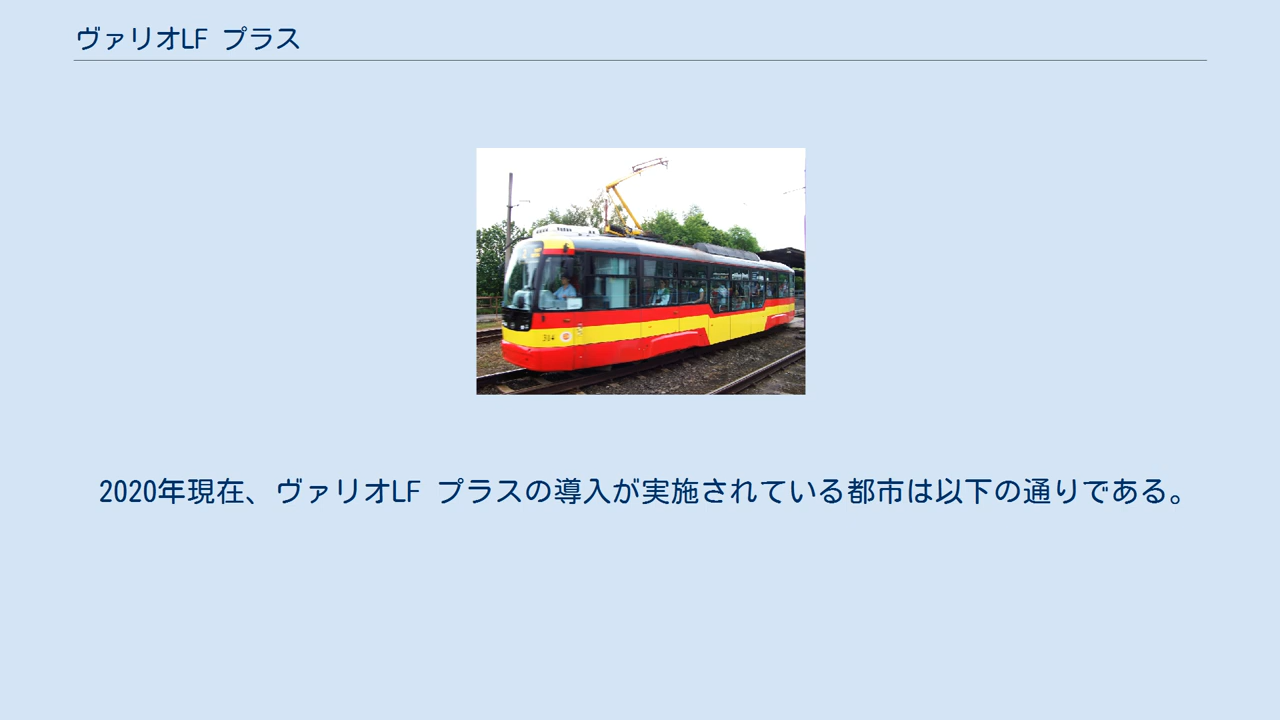 ヴァリオLF プラス
2020年現在、ヴァリオLF プラスの導入が実施されている都市は以下の通りである。